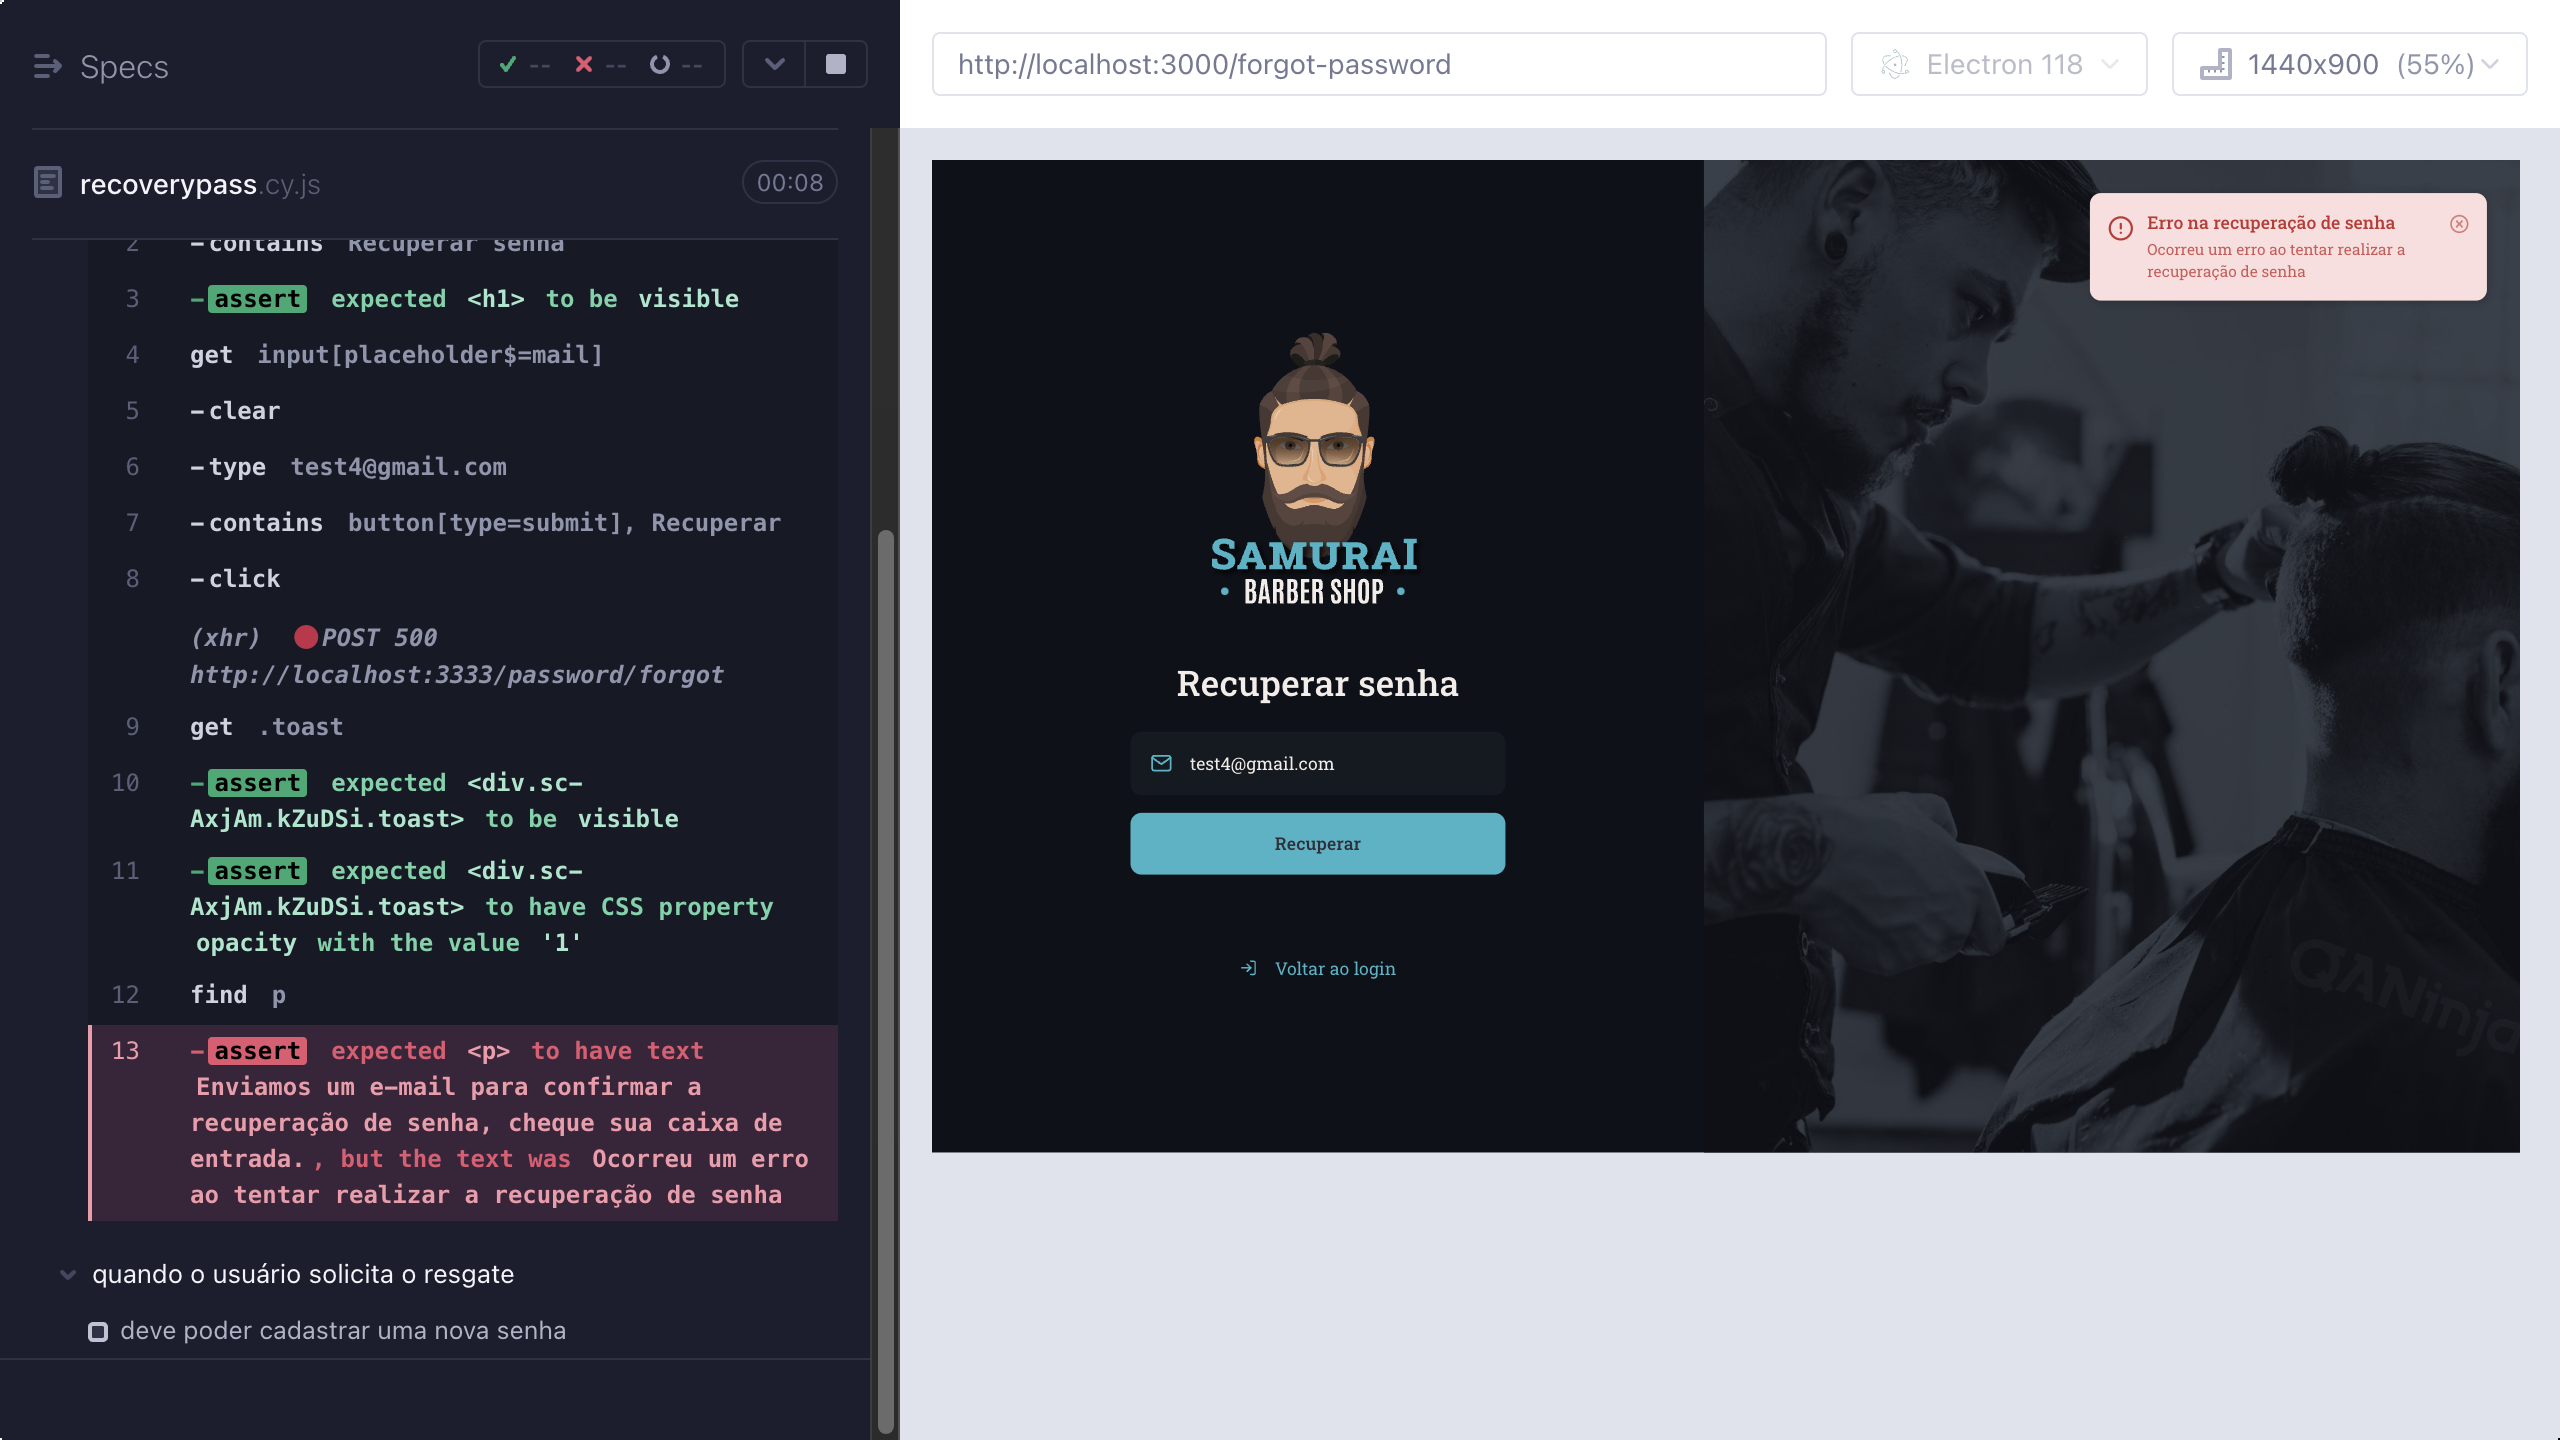 Specs
-- -- --
recoverypass.cy.js
00:08
2 -contains Recuperar senha
3 -assert expected <h1> to be visible
4 get input[placeholder$=mail]
5 -clear
6 -type test4@gmail.com
7 -contains button[type=submit], Recuperar
8 -click
(xhr) POST 500
http://localhost:3333/password/forgot
9 get .toast
10 -assert expected <div.sc-
AxjAm.kZuDSi.toast> to be visible
11 -assert expected <div.sc-
AxjAm.kZuDSi.toast> to have CSS property
opacity with the value '1'
12 find p
13 -assert expected <p> to have text
Enviamos um e-mail para confirmar a
recuperação de senha, cheque sua caixa de
entrada., but the text was Ocorreu um erro
ao tentar realizar a recuperação de senha
quando o usuário solicita o resgate
deve poder cadastrar uma nova senha
http://localhost:3000/forgot-password
Electron 118
1440x900 (55%)
Erro na recuperação de senha
Ocorreu um erro ao tentar realizar a
recuperação de senha
SAMURAI
• BARBER SHOP •
Recuperar senha
test4@gmail.com
Recuperar
Voltar ao login
QANinja